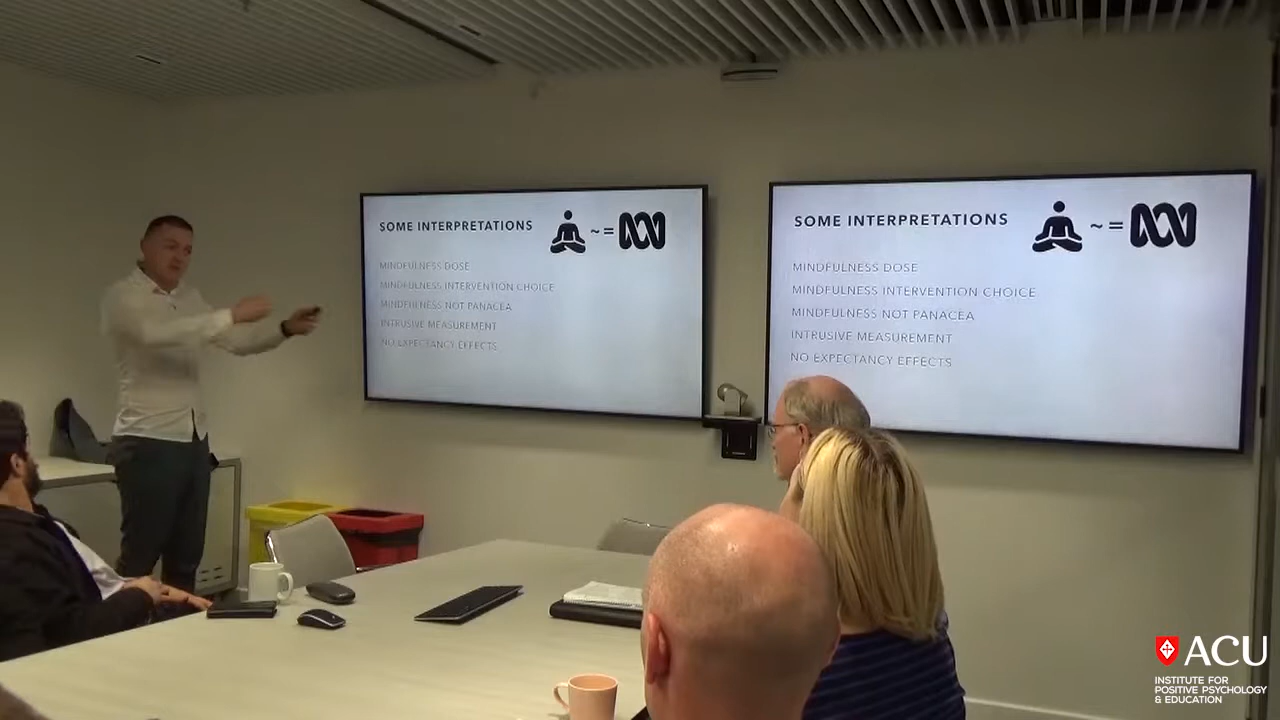 SOME INTERPRETATIONS
~ =
MINDFULNESS DOSE
MINDFULNESS INTERVENTION CHOICE
MINDFULNESS NOT PANACEA
INTRUSIVE MEASUREMENT
NO EXPECTANCY EFFECTS
SOME INTERPRETATIONS
~ =
MINDFULNESS DOSE
MINDFULNESS INTERVENTION CHOICE
MINDFULNESS NOT PANACEA
INTRUSIVE MEASUREMENT
NO EXPECTANCY EFFECTS
ACU
INSTITUTE FOR
POSITIVE PSYCHOLOGY
& EDUCATION